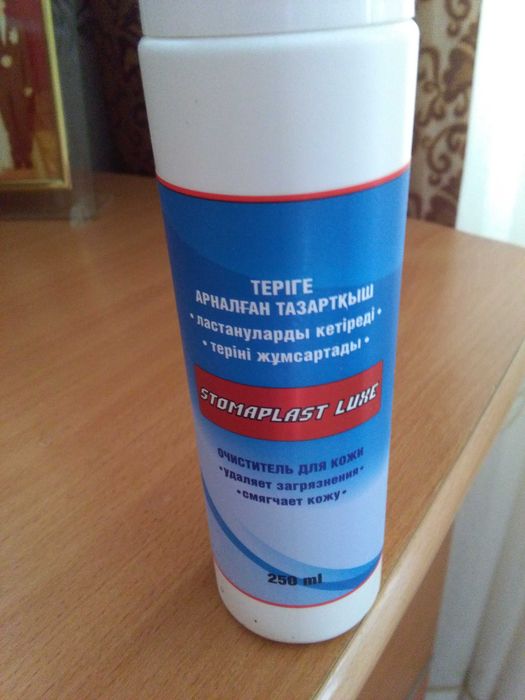 ТЕРІГЕ
АРНАЛҒАН ТАЗАРТҚЫШ
• ластануларды кетіреді •
• теріні жұмсартады •
STOMAPLAST LUXE
ОЧИСТИТЕЛЬ ДЛЯ КОЖИ
• удаляет загрязнения •
• смягчает кожу •
250 ml